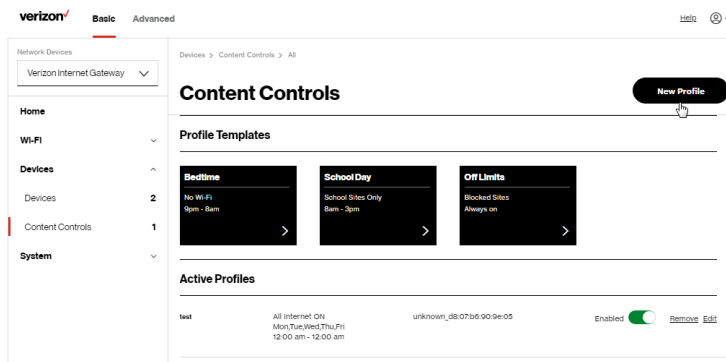 verizon✓
Basic Advanced
Help
Network Devices
Verizon Internet Gateway
Home
Wi-Fi
Devices
Devices 2
Content Controls 1
System
Devices > Content Controls > All
Content Controls
New Profile
Profile Templates
Bedtime
No Wi-Fi
9pm - 8am
School Day
School Sites Only
8am - 3pm
Off Limits
Blocked Sites
Always on
Active Profiles
test
All Internet ON
Mon,Tue,Wed,Thu,Fri
12:00 am - 12:00 am
unknown_d8:07:b6:90:9e:05
Enabled
Remove Edit